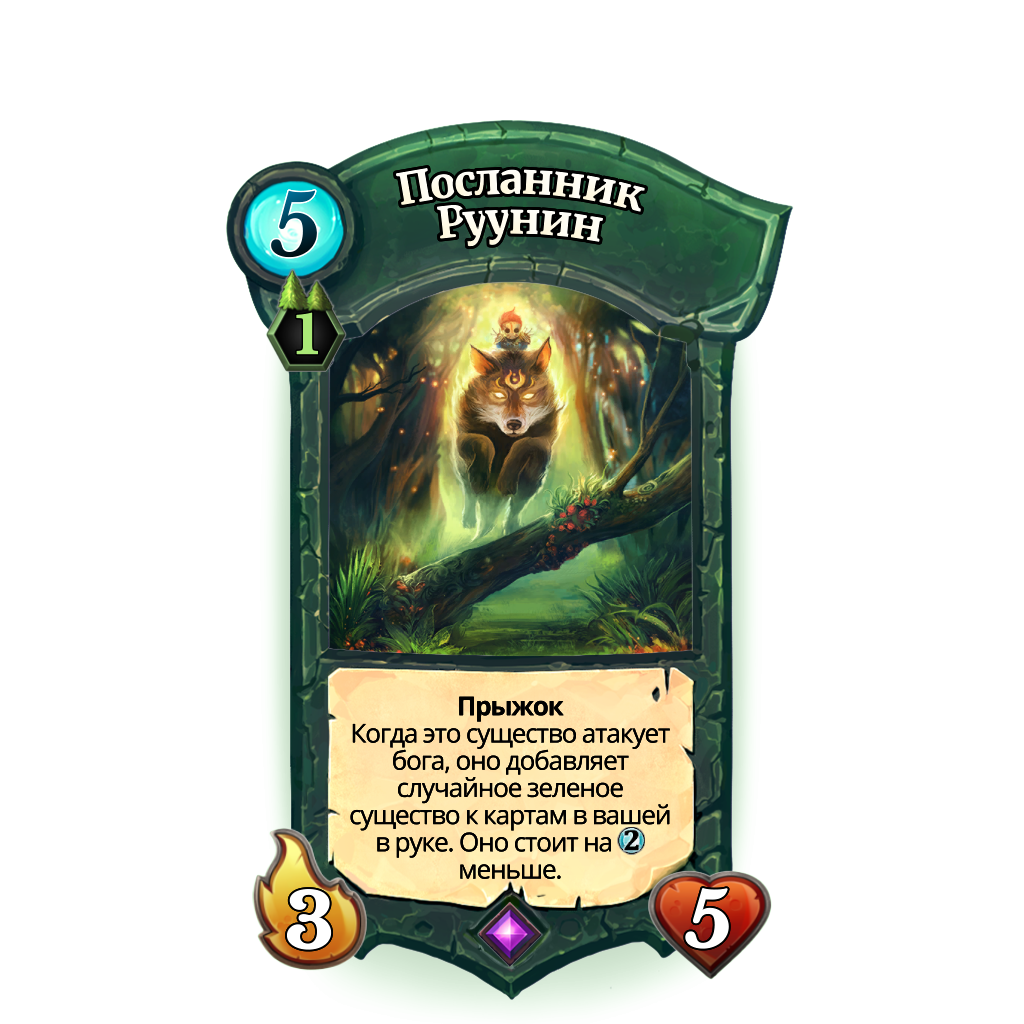 Посланник
Руунин
5
1
Прыжок
Когда это существо атакует
бога, оно добавляет
случайное зеленое
существо к картам в вашей
в руке. Оно стоит на 2
меньше.
3
5